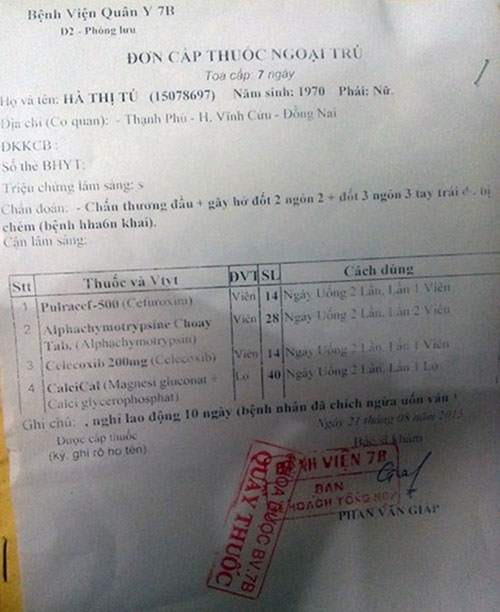 Bệnh Viện Quân Y 7B
D2 - Phòng lưu
ĐƠN CẤP THUỐC NGOẠI TRÚ
Toa cấp: 7 ngày
Họ và tên: HÀ THỊ TÚ (15078697) Năm sinh: 1970 Phái: Nữ.
Địa chỉ (Cơ quan): - Thạnh Phú - H. Vĩnh Cửu - Đồng Nai
ĐKKCB :
Số thẻ BHYT:
Triệu chứng lâm sàng: s
Chẩn đoán: - Chấn thương đầu + gãy hở đốt 2 ngón 2 + đốt 3 ngón 3 tay trái bị
chém (bệnh hha6n khai).
Cận lâm sàng:
Stt Thuốc và Vtyt ĐVT SL Cách dùng
1 Pulracef-500 (Cefuroxim) Viên 14 Ngày Uống 2 Lần, Lần 1 Viên
2 Alphachymotrypsine Choay Viên 28 Ngày Uống 2 Lần, Lần 2 Viên
Tab. (Alphachymotrypsin)
3 Celecoxib 200mg (Celecoxib) Viên 14 Ngày Uống 2 Lần, Lần 1 Viên
4 CalciCal (Magnesi gluconat + Lọ 40 Ngày Uống 2 Lần, Lần 1 Lọ
Calci glycerophosphat)
Ghi chú: , nghỉ lao động 10 ngày (bệnh nhân đã chích ngừa uốn ván )
Ngày 21 tháng 08 năm 2015
Được cấp thuốc Bác sĩ khám
(ký, ghi rõ họ tên)
BỆNH VIỆN 7B
BAN
KẾ HOẠCH TỔNG HỢP
KHOA DƯỢC BV.7B
QUẦY THUỐC
PHAN VĂN GIÁP